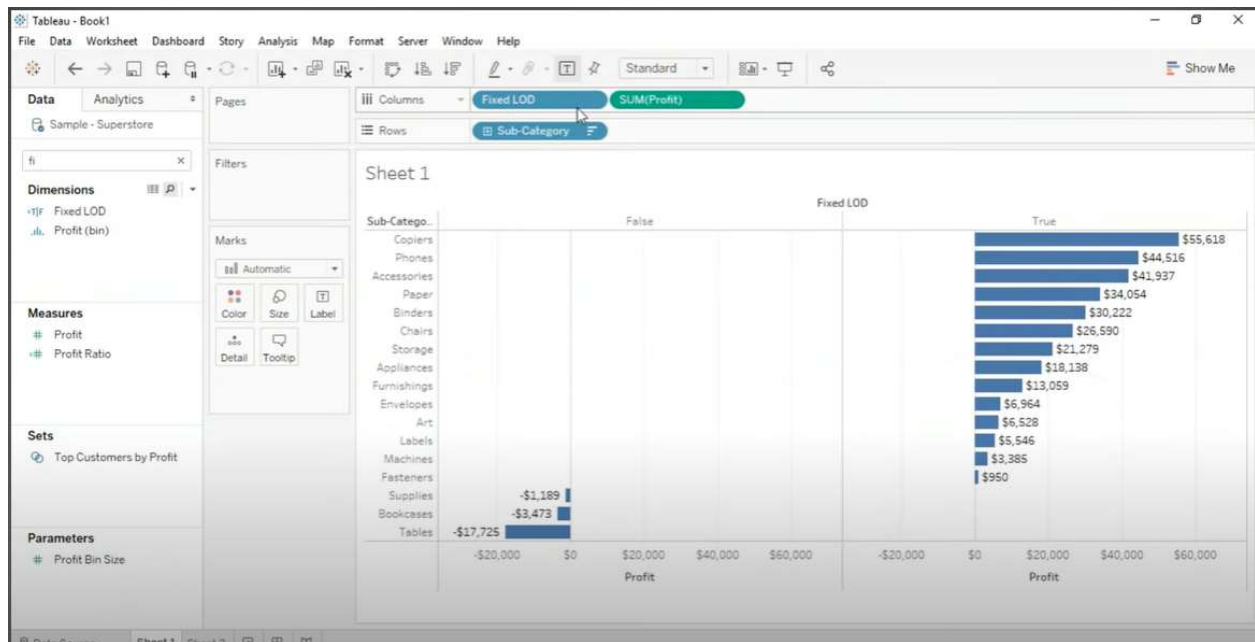 Tableau - Book1
File Data Worksheet Dashboard Story Analysis Map Format Server Window Help
Standard
Show Me
Data Analytics
Pages
Columns
Fixed LOD
SUM(Profit)
Sample - Superstore
Rows
Sub-Category
fi
Filters
Sheet 1
Dimensions
Fixed LOD
Profit (bin)
Fixed LOD
Sub-Catego..
False
True
Marks
Automatic
Color Size Label
Detail Tooltip
Measures
Profit
Profit Ratio
Sets
Top Customers by Profit
Parameters
Profit Bin Size
Copiers $55,618
Phones $44,516
Accessories $41,937
Paper $34,054
Binders $30,222
Chairs $26,590
Storage $21,279
Appliances $18,138
Furnishings $13,059
Envelopes $6,964
Art $6,528
Labels $5,546
Machines $3,385
Fasteners $950
Supplies -$1,189
Bookcases -$3,473
Tables -$17,725
-$20,000 $0 $20,000 $40,000 $60,000 -$20,000 $0 $20,000 $40,000 $60,000
Profit Profit
Sheet 1